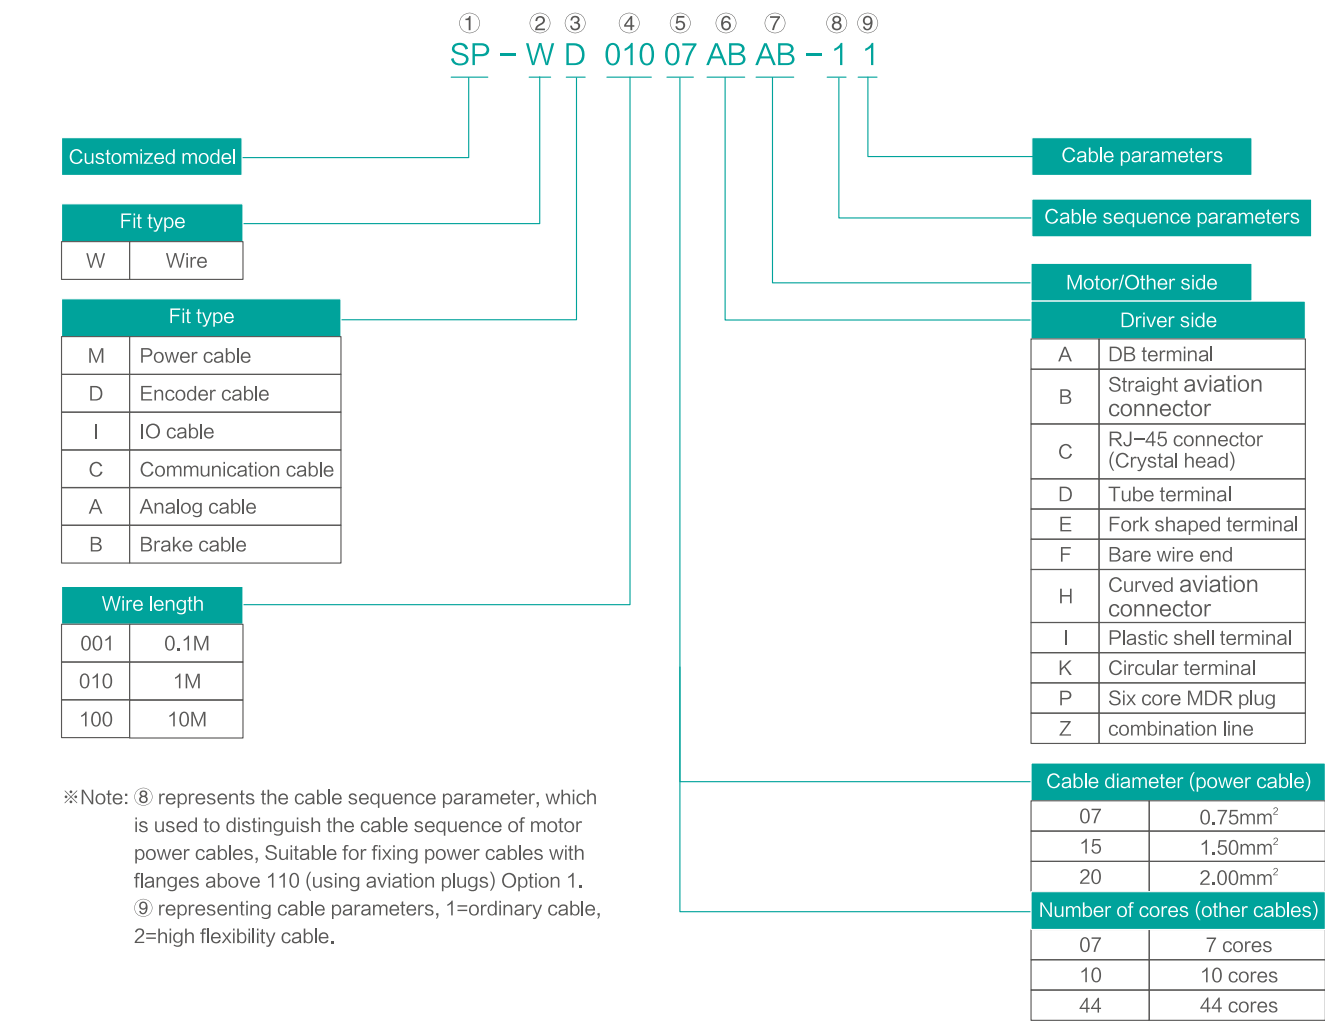 ① ② ③ ④ ⑤ ⑥ ⑦ ⑧ ⑨
SP - W D 010 07 AB AB - 1 1
Customized model
Fit type
W Wire
Fit type
M Power cable
D Encoder cable
I IO cable
C Communication cable
A Analog cable
B Brake cable
Wire length
001 0.1M
010 1M
100 10M
※Note: ⑧ represents the cable sequence parameter, which
is used to distinguish the cable sequence of motor
power cables, Suitable for fixing power cables with
flanges above 110 (using aviation plugs) Option 1.
⑨ representing cable parameters, 1=ordinary cable,
2=high flexibility cable.
Cable parameters
Cable sequence parameters
Motor/Other side
Driver side
A DB terminal
B Straight aviation
connector
C RJ-45 connector
(Crystal head)
D Tube terminal
E Fork shaped terminal
F Bare wire end
H Curved aviation
connector
I Plastic shell terminal
K Circular terminal
P Six core MDR plug
Z combination line
Cable diameter (power cable)
07 0.75mm²
15 1.50mm²
20 2.00mm²
Number of cores (other cables)
07 7 cores
10 10 cores
44 44 cores